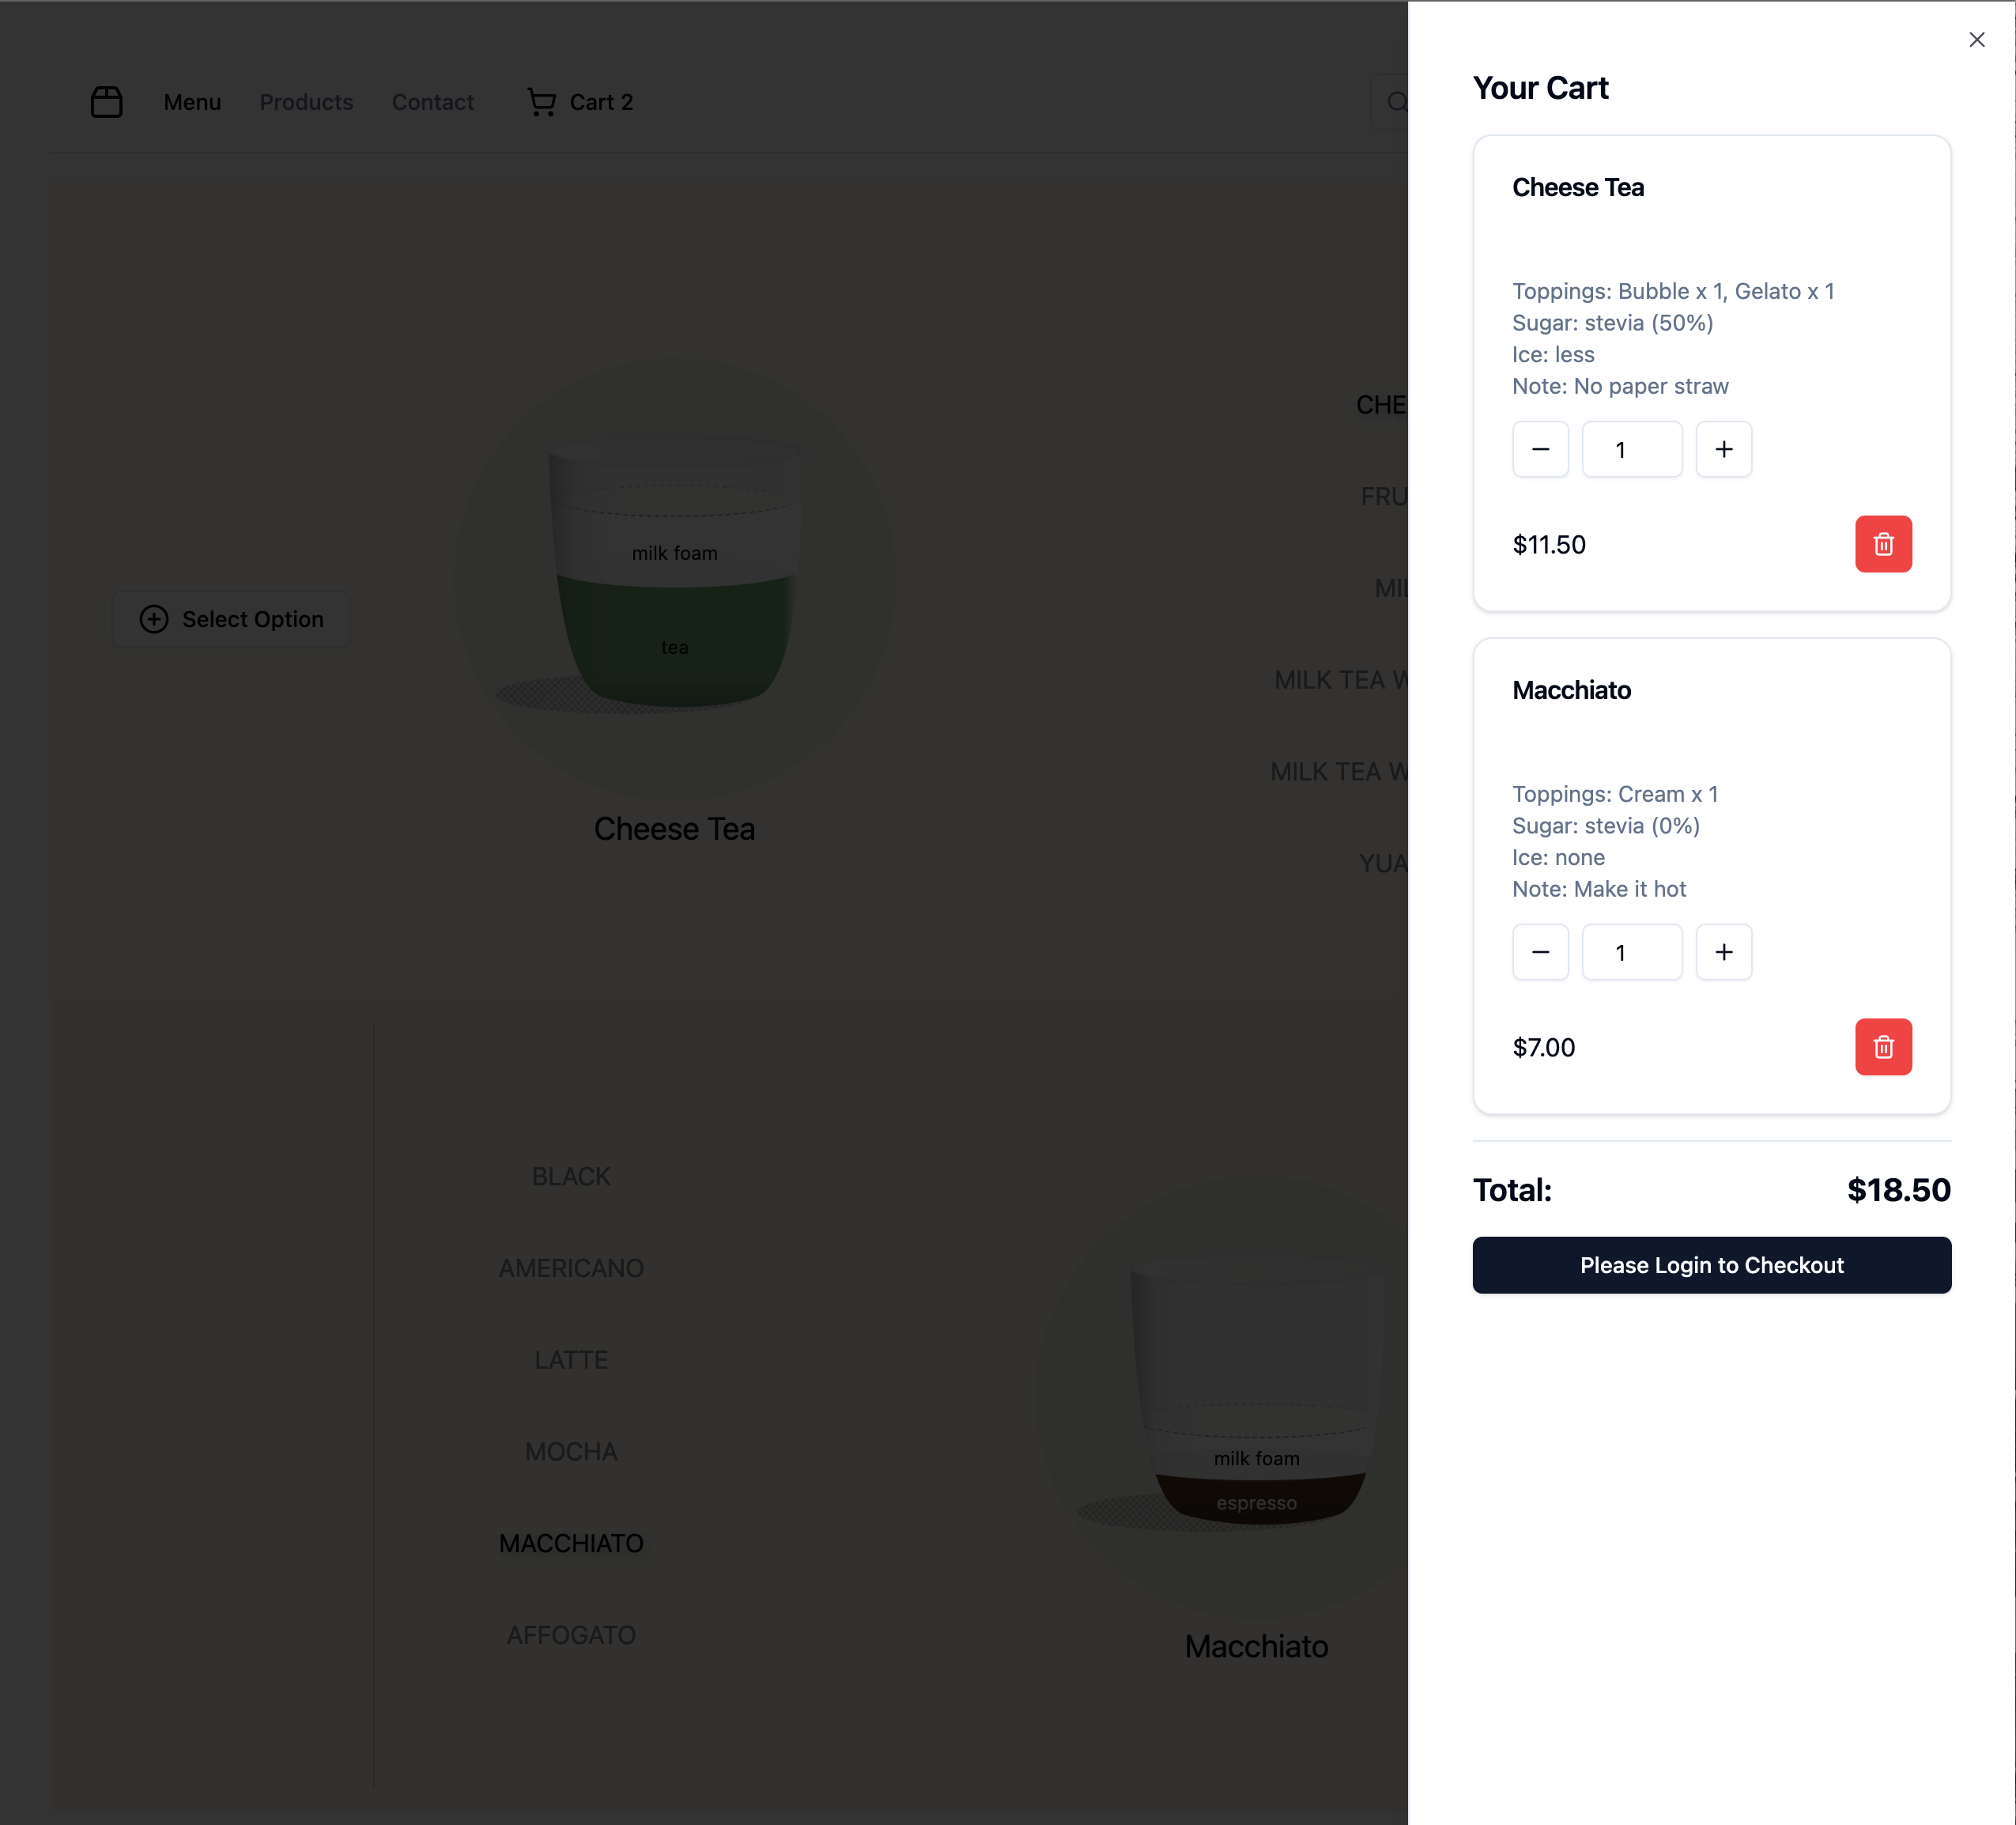 Menu
Products
Contact
Cart 2
Select Option
milk foam
tea
Cheese Tea
CHE
FRU
MIL
MILK TEA W
MILK TEA W
YUA
BLACK
AMERICANO
LATTE
MOCHA
MACCHIATO
AFFOGATO
milk foam
espresso
Macchiato
Your Cart
Cheese Tea
Toppings: Bubble x 1, Gelato x 1
Sugar: stevia (50%)
Ice: less
Note: No paper straw
1
$11.50
Macchiato
Toppings: Cream x 1
Sugar: stevia (0%)
Ice: none
Note: Make it hot
1
$7.00
Total: $18.50
Please Login to Checkout